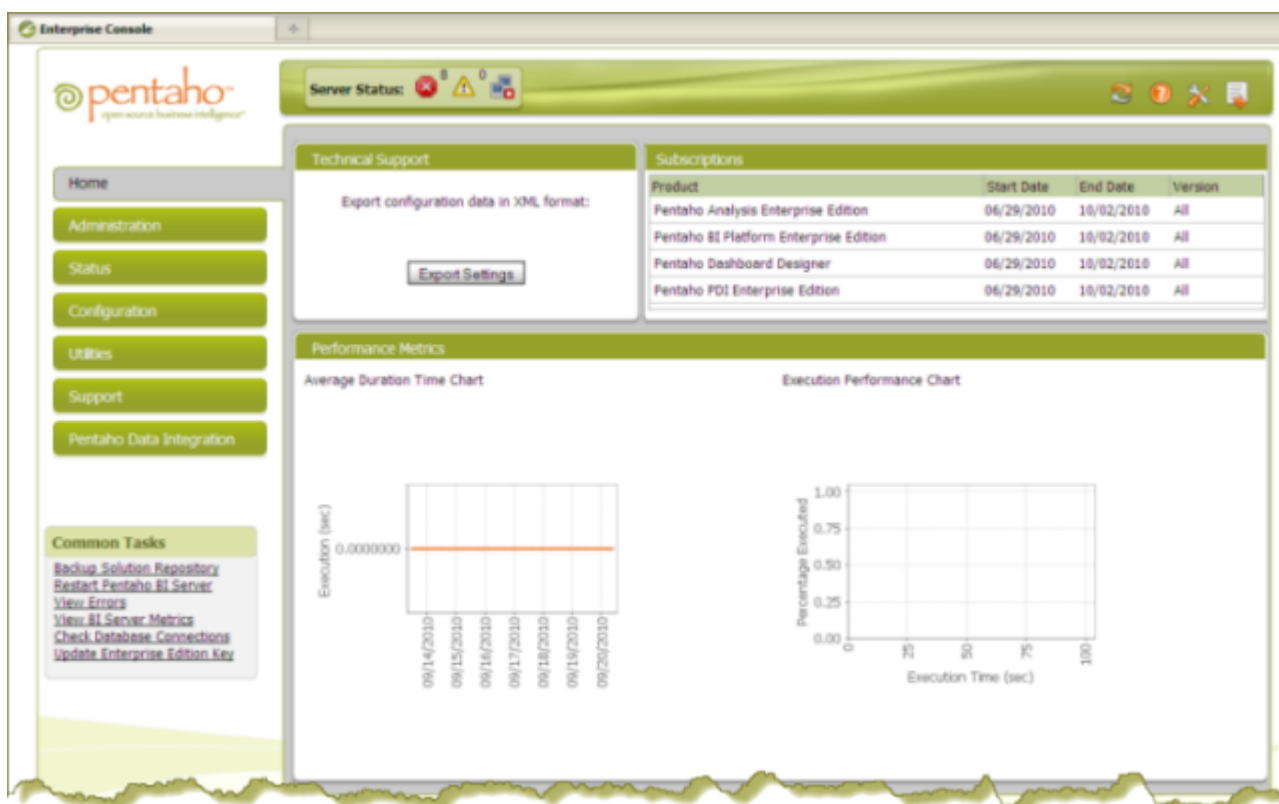 Enterprise Console
pentaho™
open source business intelligence™
Server Status: 8 0
Home
Administration
Status
Configuration
Utilities
Support
Pentaho Data Integration
Common Tasks
Backup Solution Repository
Restart Pentaho BI Server
View Errors
View BI Server Metrics
Check Database Connections
Update Enterprise Edition Key
Technical Support
Export configuration data in XML format:
Export Settings
Subscriptions
Product Start Date End Date Version
Pentaho Analysis Enterprise Edition 06/29/2010 10/02/2010 All
Pentaho BI Platform Enterprise Edition 06/29/2010 10/02/2010 All
Pentaho Dashboard Designer 06/29/2010 10/02/2010 All
Pentaho PDI Enterprise Edition 06/29/2010 10/02/2010 All
Performance Metrics
Average Duration Time Chart
Execution (sec)
0.0000000
09/14/2010
09/15/2010
09/16/2010
09/17/2010
09/18/2010
09/19/2010
09/20/2010
Execution Performance Chart
Percentage Executed
1.00
0.75
0.50
0.25
0.00
0 25 50 75 100
Execution Time (sec)